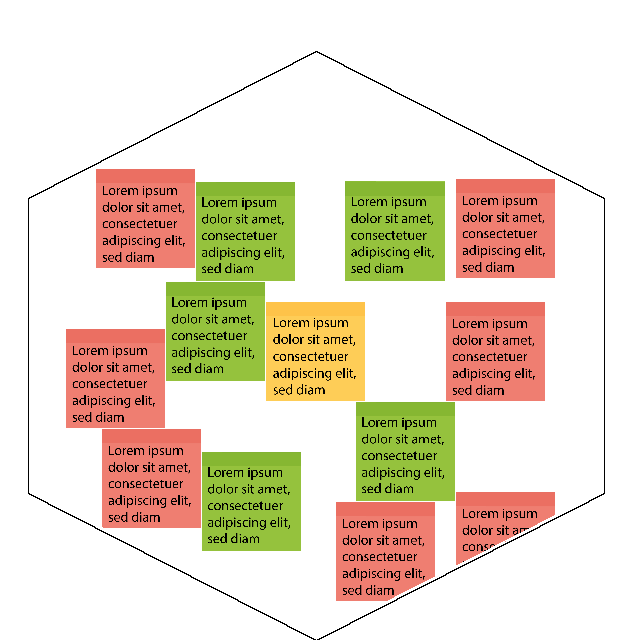 Lorem ipsum
dolor sit amet,
consectetuer
adipiscing elit,
sed diam
Lorem ipsum
dolor sit amet,
consectetuer
adipiscing elit,
sed diam
Lorem ipsum
dolor sit amet,
consectetuer
adipiscing elit,
sed diam
Lorem ipsum
dolor sit amet,
consectetuer
adipiscing elit,
sed diam
Lorem ipsum
dolor sit amet,
consectetuer
adipiscing elit,
sed diam
Lorem ipsum
dolor sit amet,
consectetuer
adipiscing elit,
sed diam
Lorem ipsum
dolor sit amet,
consectetuer
adipiscing elit,
sed diam
Lorem ipsum
dolor sit amet,
consectetuer
adipiscing elit,
sed diam
Lorem ipsum
dolor sit amet,
consectetuer
adipiscing elit,
sed diam
Lorem ipsum
dolor sit amet,
consectetuer
adipiscing elit,
sed diam
Lorem ipsum
dolor sit amet,
consectetuer
adipiscing elit,
sed diam
Lorem ipsum
dolor sit amet,
consectetuer
adipiscing elit,
sed diam
Lorem ipsum
dolor sit